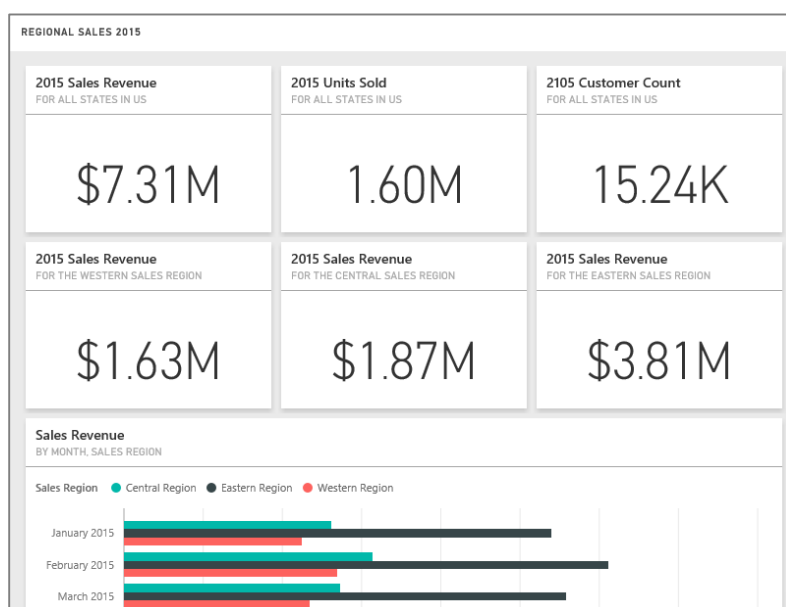 REGIONAL SALES 2015
2015 Sales Revenue
FOR ALL STATES IN US
$7.31M
2015 Units Sold
FOR ALL STATES IN US
1.60M
2105 Customer Count
FOR ALL STATES IN US
15.24K
2015 Sales Revenue
FOR THE WESTERN SALES REGION
$1.63M
2015 Sales Revenue
FOR THE CENTRAL SALES REGION
$1.87M
2015 Sales Revenue
FOR THE EASTERN SALES REGION
$3.81M
Sales Revenue
BY MONTH, SALES REGION
Sales Region Central Region Eastern Region Western Region
January 2015
February 2015
March 2015